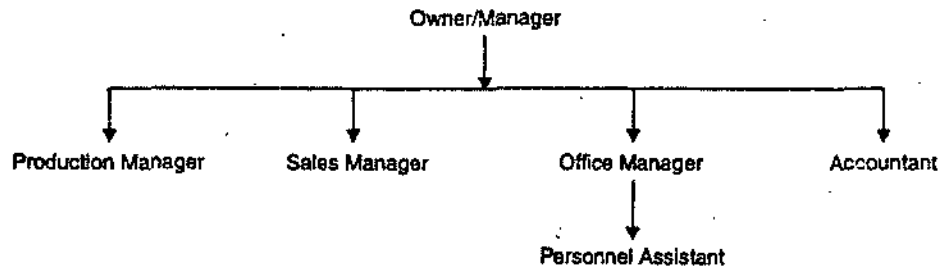 Owner/Manager
Production Manager Sales Manager Office Manager Accountant
Personnel Assistant